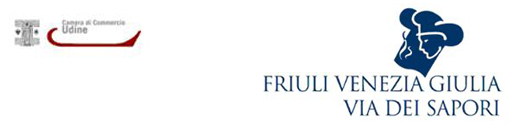 Camera di Commercio
Udine
FRIULI VENEZIA GIULIA
VIA DEI SAPORI